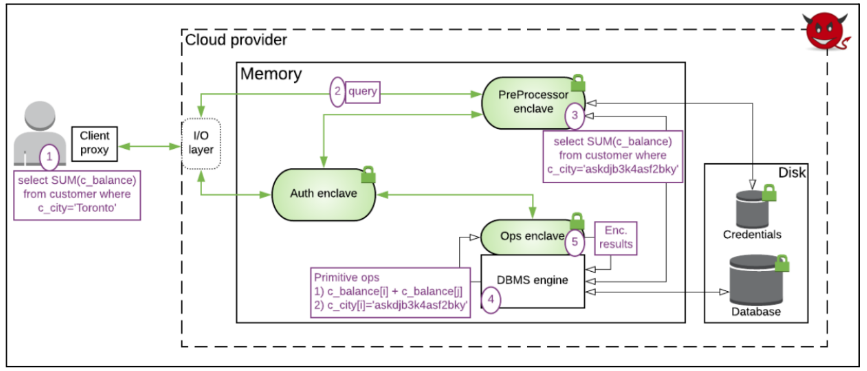 Cloud provider
Memory
2
query
PreProcessor
enclave
3
select SUM(c_balance)
from customer where
c_city='askdjb3k4asf2bky'
Client
proxy
I/O
layer
1
select SUM(c_balance)
from customer where
c_city='Toronto'
Auth enclave
Disk
Credentials
Database
Ops enclave
5
Enc.
results
DBMS engine
4
Primitive ops
1) c_balance[i] + c_balance[j]
2) c_city[i]='askdjb3k4asf2bky'